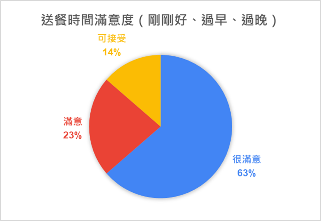 送餐時間滿意度 ( 剛剛好、過早、過晚 )
可接受
14%
滿意
23%
很滿意
63%